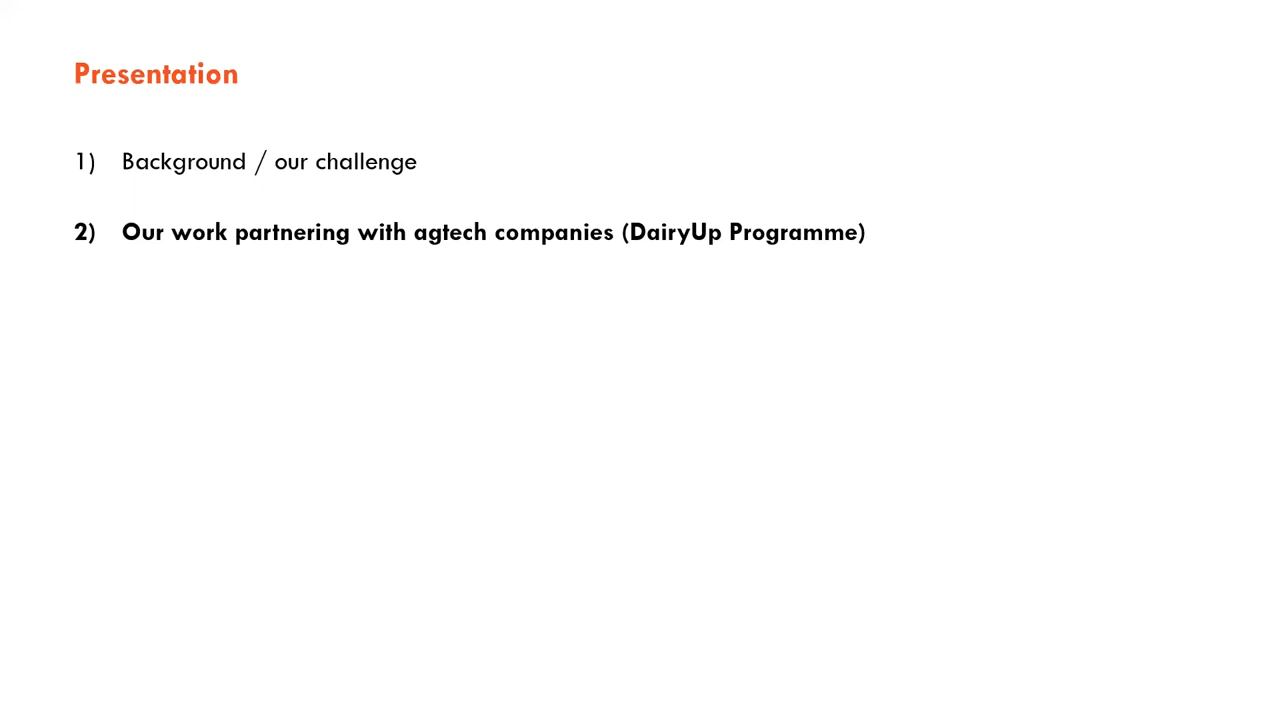 Presentation
1) Background / our challenge
2) Our work partnering with agtech companies (DairyUp Programme)